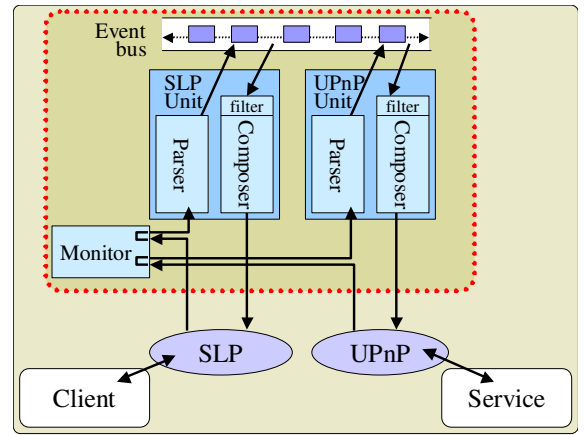 Event
bus
SLP
Unit
UPnP
Unit
filter
filter
Parser
Composer
Parser
Composer
Monitor
SLP
UPnP
Client
Service